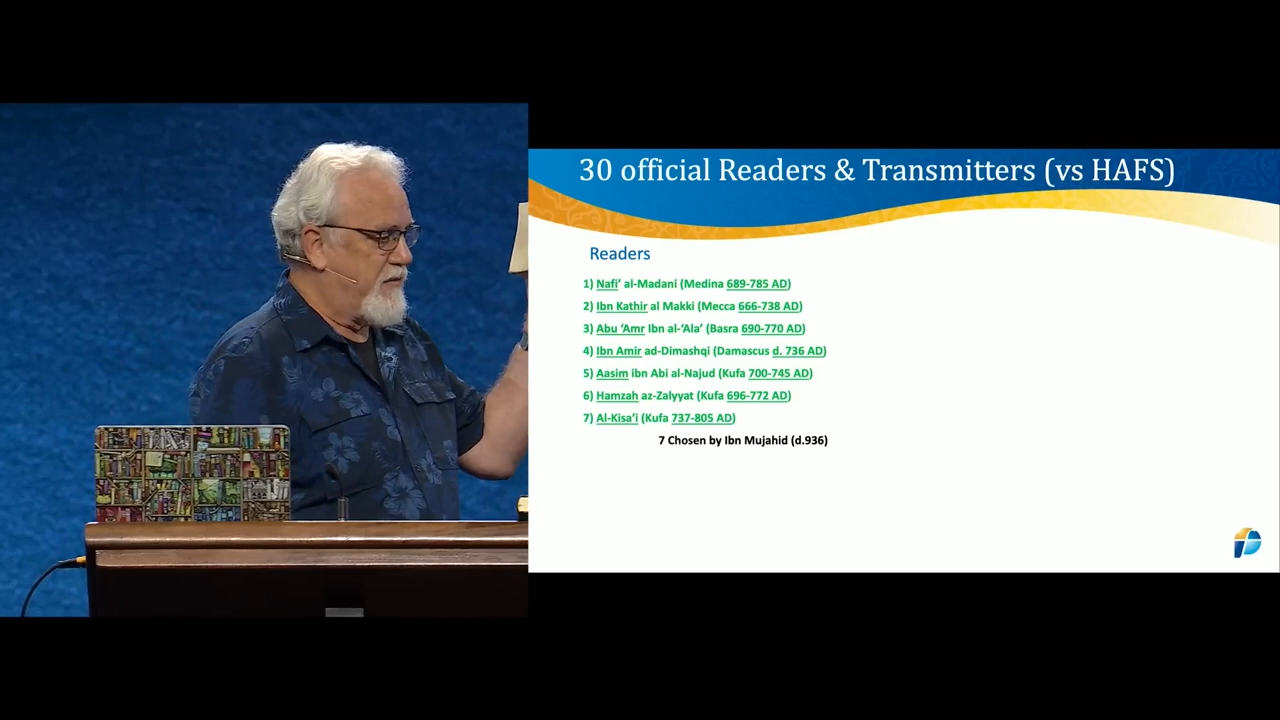 30 official Readers & Transmitters (vs HAFS)
Readers
1) Nafi’ al-Madani (Medina 689-785 AD)
2) Ibn Kathir al Makki (Mecca 666-738 AD)
3) Abu ‘Amr Ibn al-‘Ala’ (Basra 690-770 AD)
4) Ibn Amir ad-Dimashqi (Damascus d. 736 AD)
5) Aasim ibn Abi al-Najud (Kufa 700-745 AD)
6) Hamzah az-Zalyyat (Kufa 696-772 AD)
7) Al-Kisa’i (Kufa 737-805 AD)
7 Chosen by Ibn Mujahid (d.936)